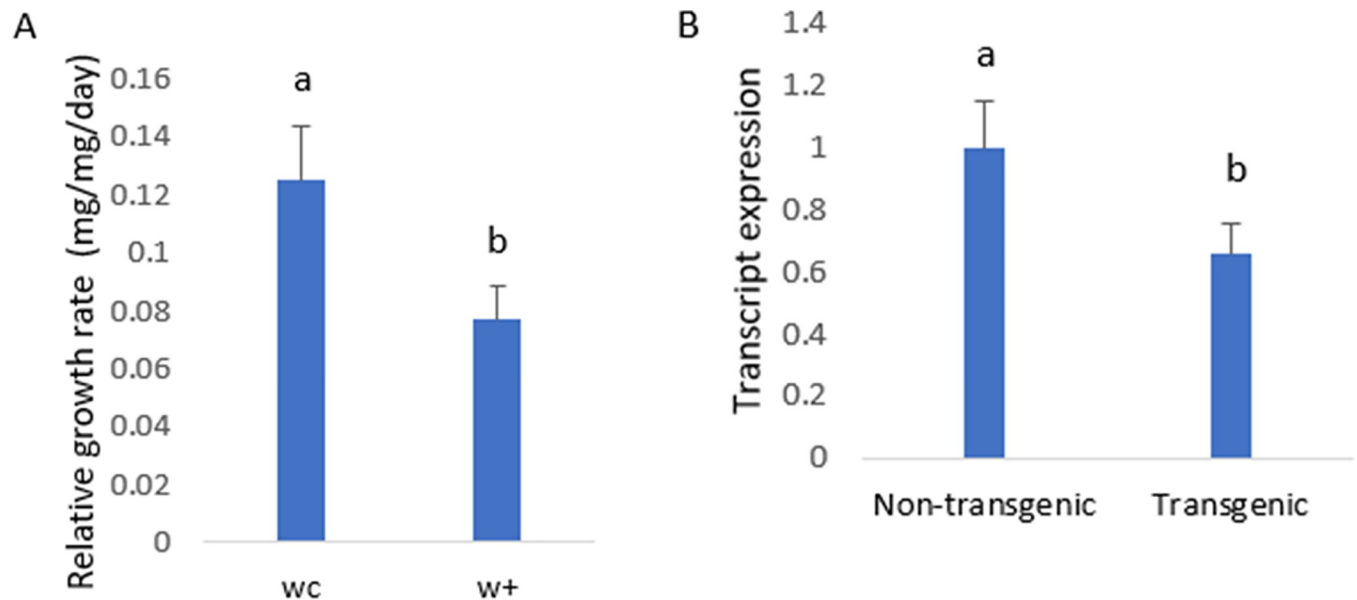 A
Relative growth rate (mg/mg/day)
0.16
0.14
0.12
0.1
0.08
0.06
0.04
0.02
0
a
b
wc
w+
B
Transcript expression
1.4
1.2
1
0.8
0.6
0.4
0.2
0
a
b
Non-transgenic
Transgenic